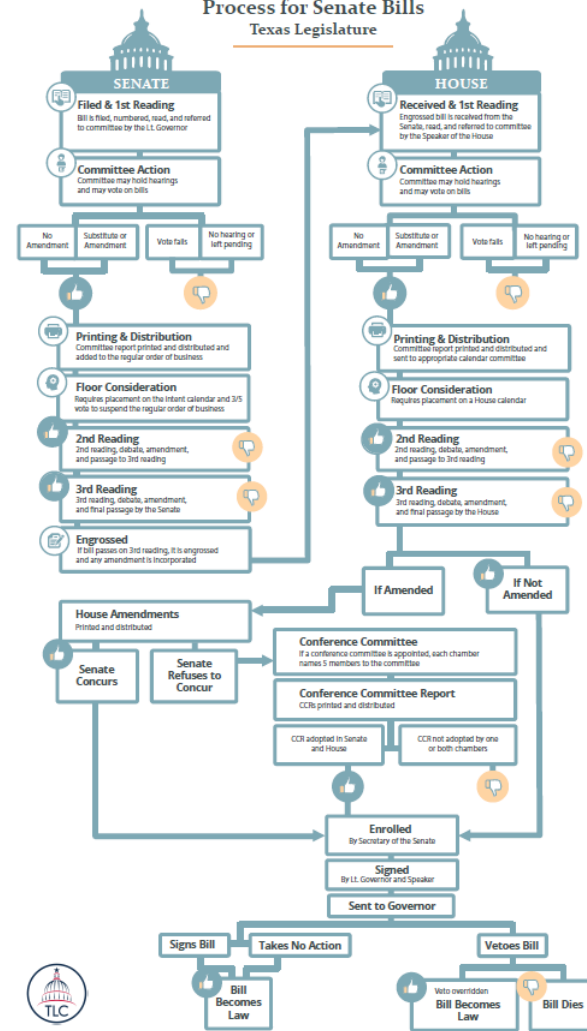 Process for Senate Bills
Texas Legislature
SENATE
Filed & 1st Reading
Bill is filed, numbered, read, and referred
to committee by the Lt. Governor
Committee Action
Committee may hold hearings
and may vote on bills
No
Amendment
Substitute or
Amendment
Vote fails
No hearing or
left pending
Printing & Distribution
Committee report printed and distributed and
added to the regular order of business
Floor Consideration
Requires placement on the intent calendar and 3/5
vote to suspend the regular order of business
2nd Reading
2nd reading, debate, amendment,
and passage to 3rd reading
3rd Reading
3rd reading, debate, amendment,
and final passage by the Senate
Engrossed
If bill passes on 3rd reading, it is engrossed
and any amendment is incorporated
HOUSE
Received & 1st Reading
Engrossed bill is received from the
Senate, read, and referred to committee
by the Speaker of the House
Committee Action
Committee may hold hearings
and may vote on bills
No
Amendment
Substitute or
Amendment
Vote fails
No hearing or
left pending
Printing & Distribution
Committee report printed and distributed and
sent to appropriate calendar committee
Floor Consideration
Requires placement on a House calendar
2nd Reading
2nd reading, debate, amendment,
and passage to 3rd reading
3rd Reading
3rd reading, debate, amendment,
and final passage by the House
If Amended
If Not
Amended
House Amendments
Printed and distributed
Senate
Concurs
Senate
Refuses to
Concur
Conference Committee
If a conference committee is appointed, each chamber
names 5 members to the committee
Conference Committee Report
CCRs printed and distributed
CCR adopted in Senate
and House
CCR not adopted by one
or both chambers
Enrolled
By Secretary of the Senate
Signed
By Lt. Governor and Speaker
Sent to Governor
Signs Bill
Takes No Action
Vetoes Bill
Bill
Becomes
Law
Veto overridden
Bill Becomes
Law
Bill Dies
TLC